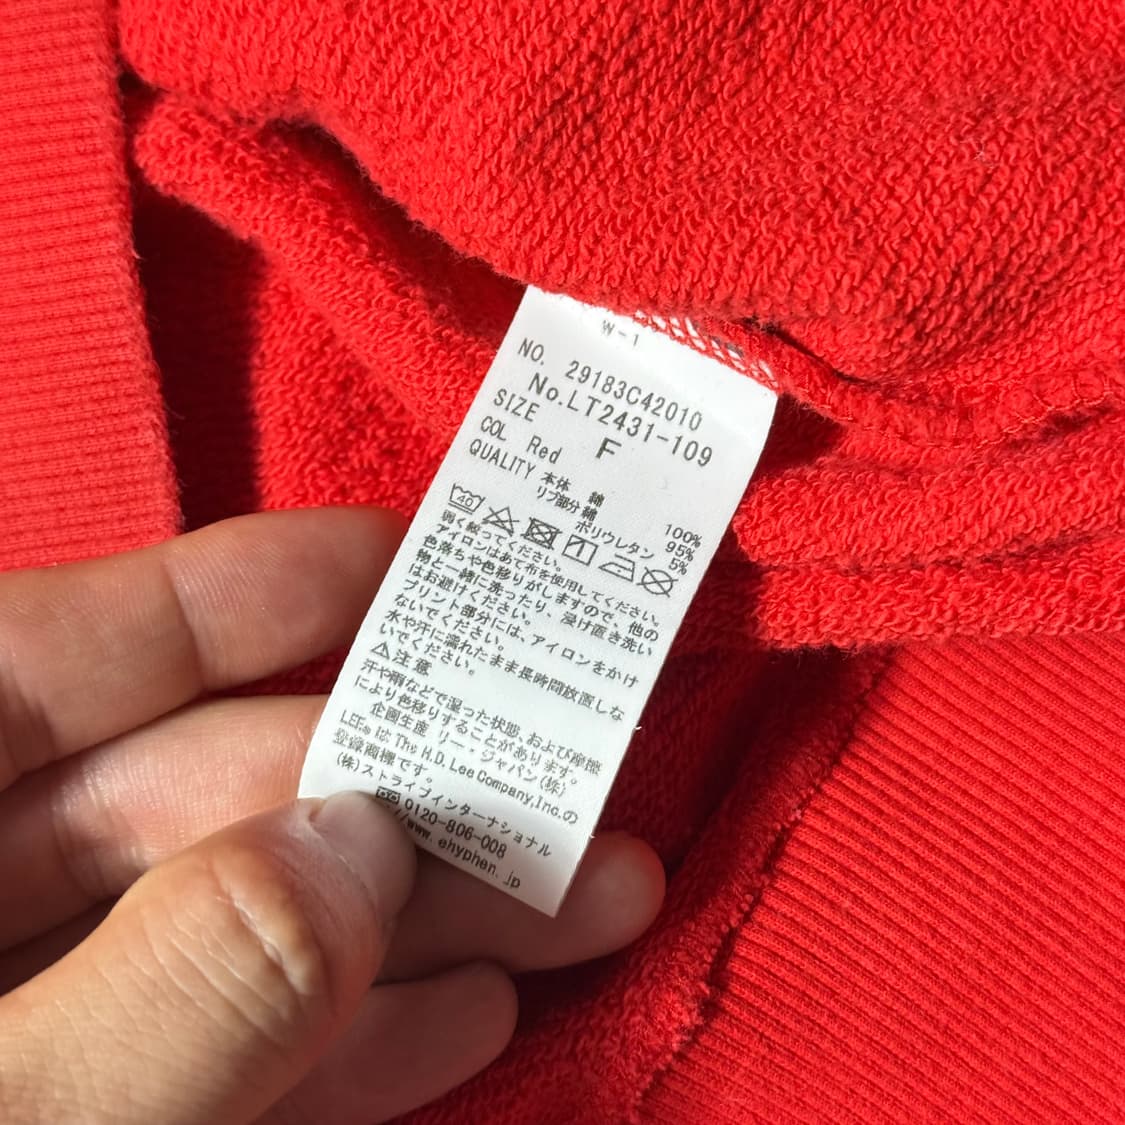 W-1
NO. 29183C42010
No.LT2431-109
SIZE F
COL Red
QUALITY 本体 綿 100%
リブ部分 綿 95%
ポリウレタン 5%
40
弱く絞ってください。
アイロンはあて布を使用してください。
色落ちや色移りがしますので、他の
物と一緒に洗ったり、浸け置き洗い
はお避けください。
プリント部分には、アイロンをかけ
ないでください。
水や汗に濡れたまま長時間放置しな
いでください。
⚠注意
汗や雨などで湿った状態、および摩擦
により色移りすることがあります。
企画生産 リー・ジャパン(株)
LEE® is The H.D. Lee Company,Inc.の
登録商標です。
(株)ストライプインターナショナル
0120-806-008
//www. ehyphen. jp